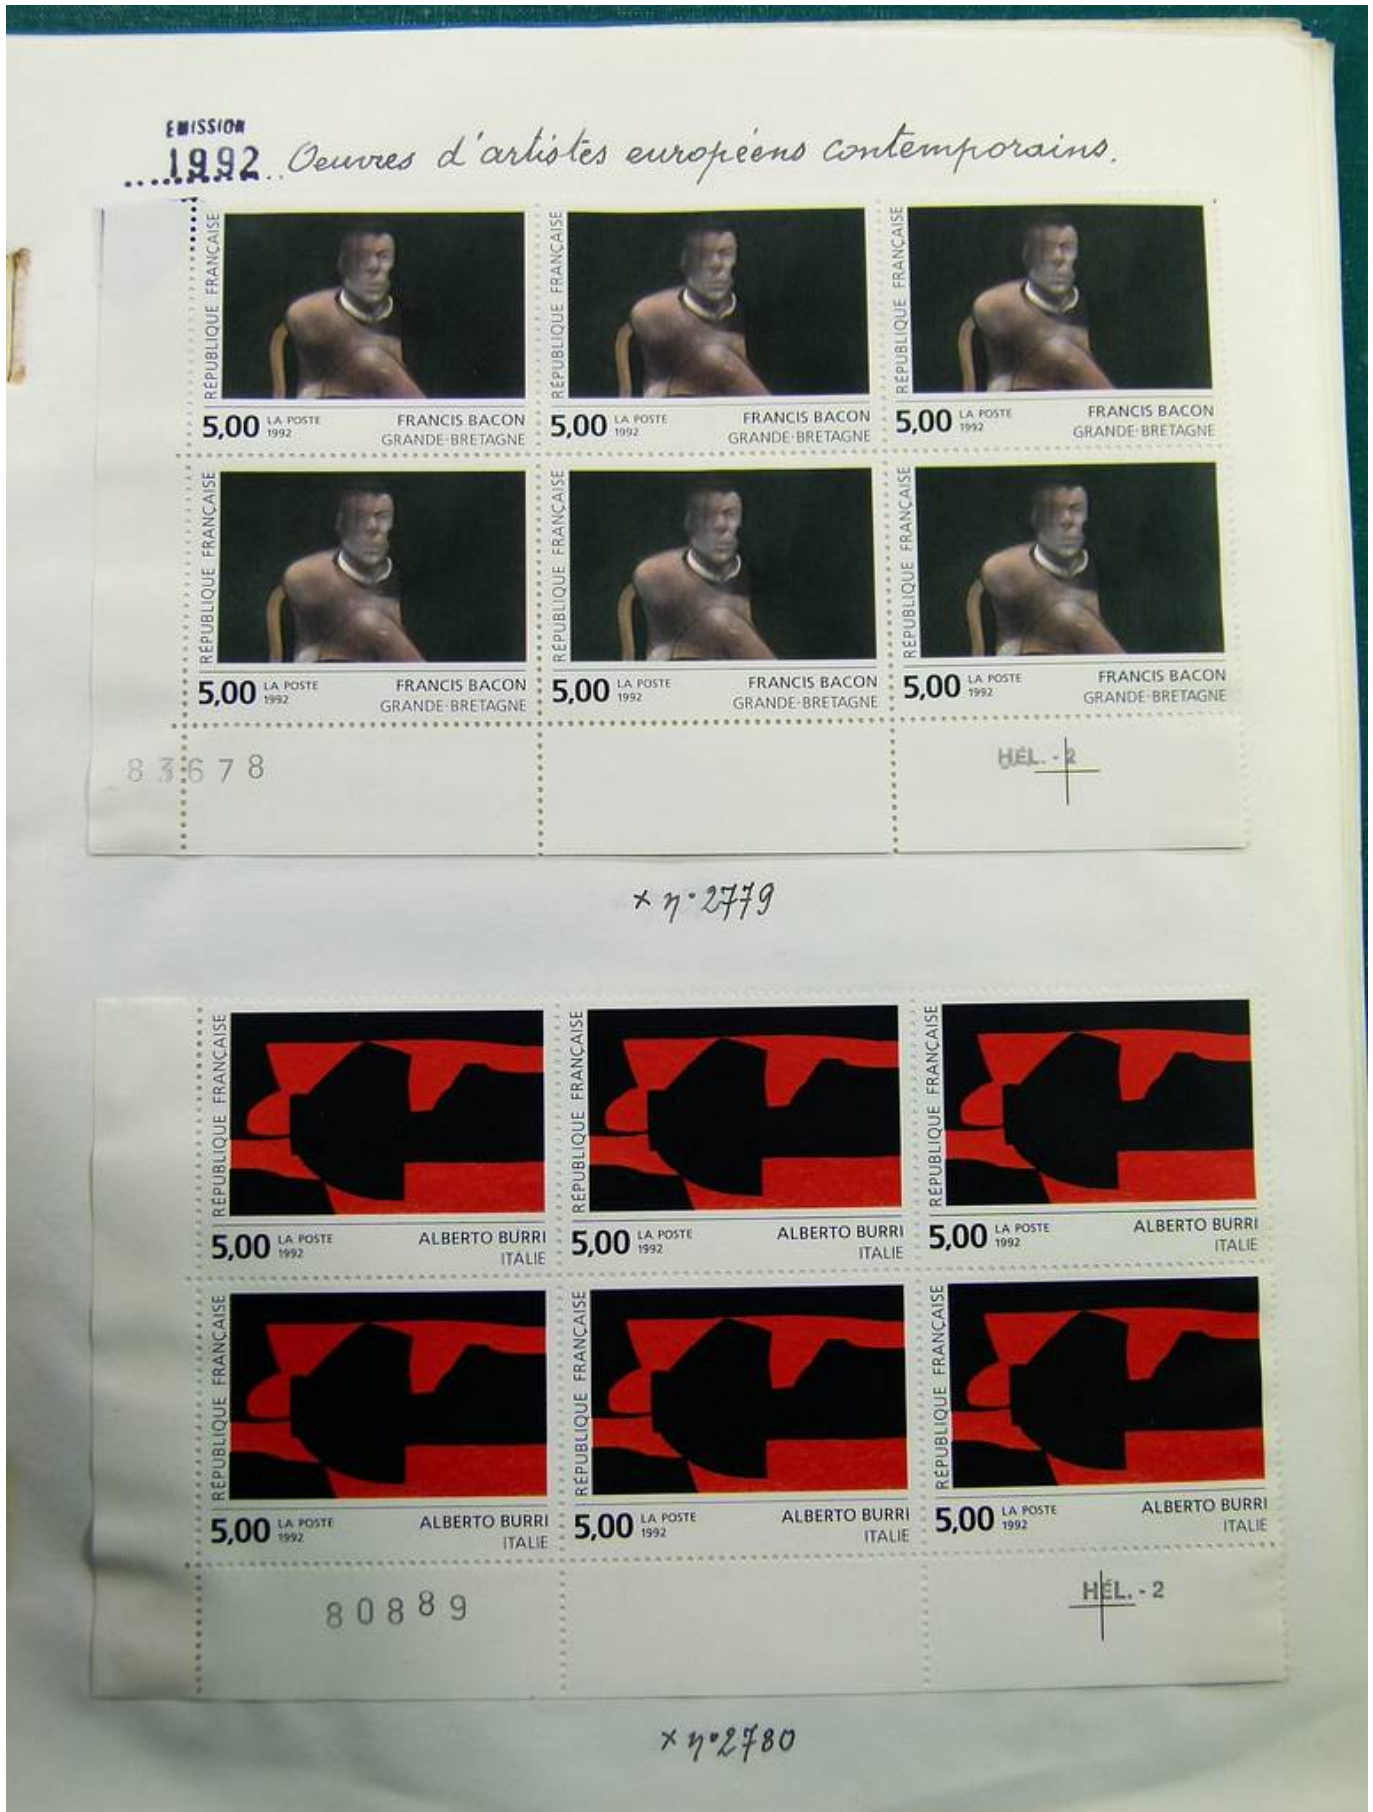 EMISSION
1992 Oeuvres d'artistes européens contemporains.
RÉPUBLIQUE FRANÇAISE
5,00 LA POSTE 1992 FRANCIS BACON GRANDE-BRETAGNE
RÉPUBLIQUE FRANÇAISE
5,00 LA POSTE 1992 FRANCIS BACON GRANDE-BRETAGNE
RÉPUBLIQUE FRANÇAISE
5,00 LA POSTE 1992 FRANCIS BACON GRANDE-BRETAGNE
RÉPUBLIQUE FRANÇAISE
5,00 LA POSTE 1992 FRANCIS BACON GRANDE-BRETAGNE
RÉPUBLIQUE FRANÇAISE
5,00 LA POSTE 1992 FRANCIS BACON GRANDE-BRETAGNE
RÉPUBLIQUE FRANÇAISE
5,00 LA POSTE 1992 FRANCIS BACON GRANDE-BRETAGNE
83678
HÉL. - 2
x n° 2779
RÉPUBLIQUE FRANÇAISE
5,00 LA POSTE 1992 ALBERTO BURRI ITALIE
RÉPUBLIQUE FRANÇAISE
5,00 LA POSTE 1992 ALBERTO BURRI ITALIE
RÉPUBLIQUE FRANÇAISE
5,00 LA POSTE 1992 ALBERTO BURRI ITALIE
RÉPUBLIQUE FRANÇAISE
5,00 LA POSTE 1992 ALBERTO BURRI ITALIE
RÉPUBLIQUE FRANÇAISE
5,00 LA POSTE 1992 ALBERTO BURRI ITALIE
RÉPUBLIQUE FRANÇAISE
5,00 LA POSTE 1992 ALBERTO BURRI ITALIE
80889
HÉL. - 2
x n° 2780